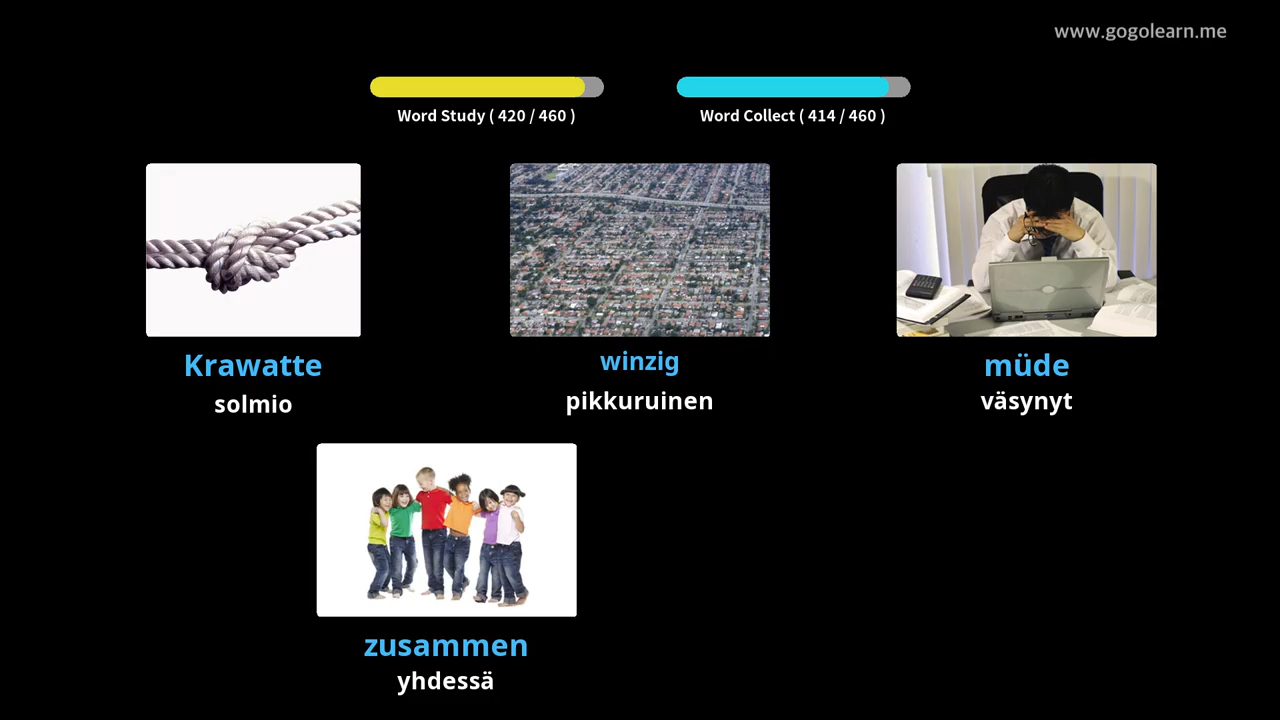 www.gogolearn.me
Word Study ( 420 / 460 )
Word Collect ( 414 / 460 )
Krawatte
solmio
winzig
pikkuruinen
müde
väsynyt
zusammen
yhdessä